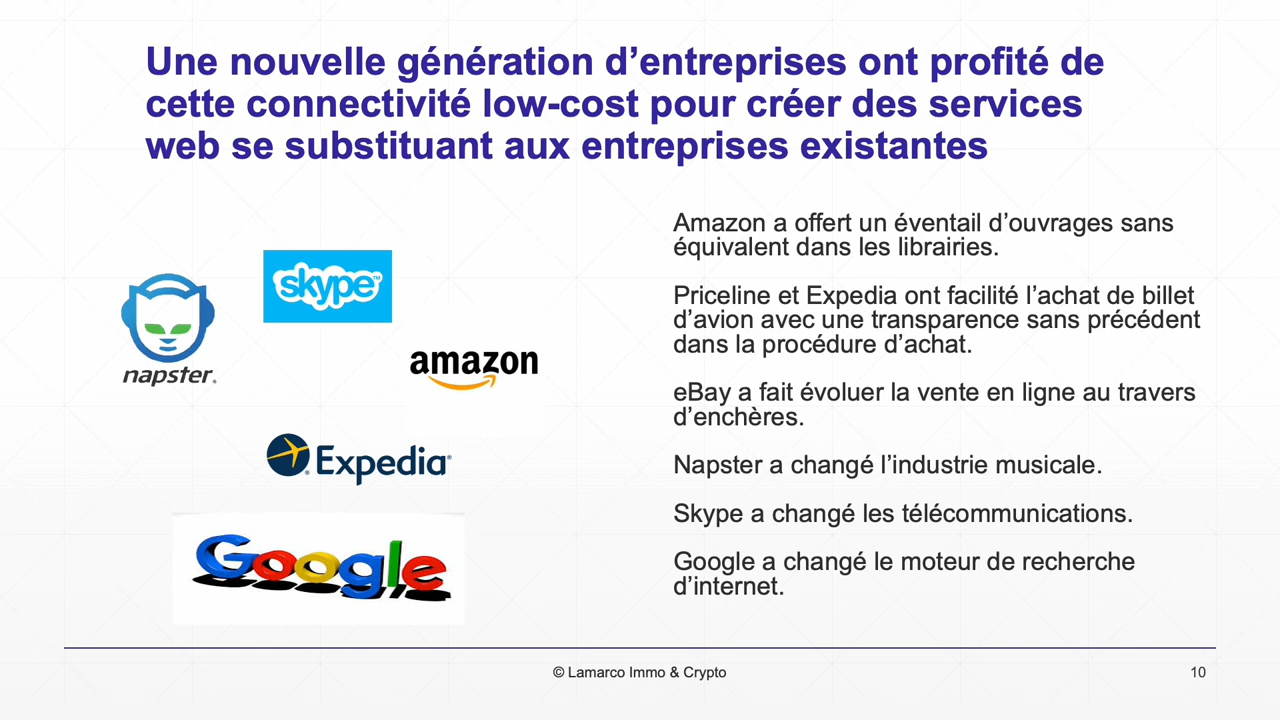 Une nouvelle génération d’entreprises ont profité de
cette connectivité low-cost pour créer des services
web se substituant aux entreprises existantes
skype™
napster.
amazon
Expedia®
Google
Amazon a offert un éventail d’ouvrages sans
équivalent dans les librairies.
Priceline et Expedia ont facilité l’achat de billet
d’avion avec une transparence sans précédent
dans la procédure d’achat.
eBay a fait évoluer la vente en ligne au travers
d’enchères.
Napster a changé l’industrie musicale.
Skype a changé les télécommunications.
Google a changé le moteur de recherche
d’internet.
© Lamarco Immo & Crypto
10